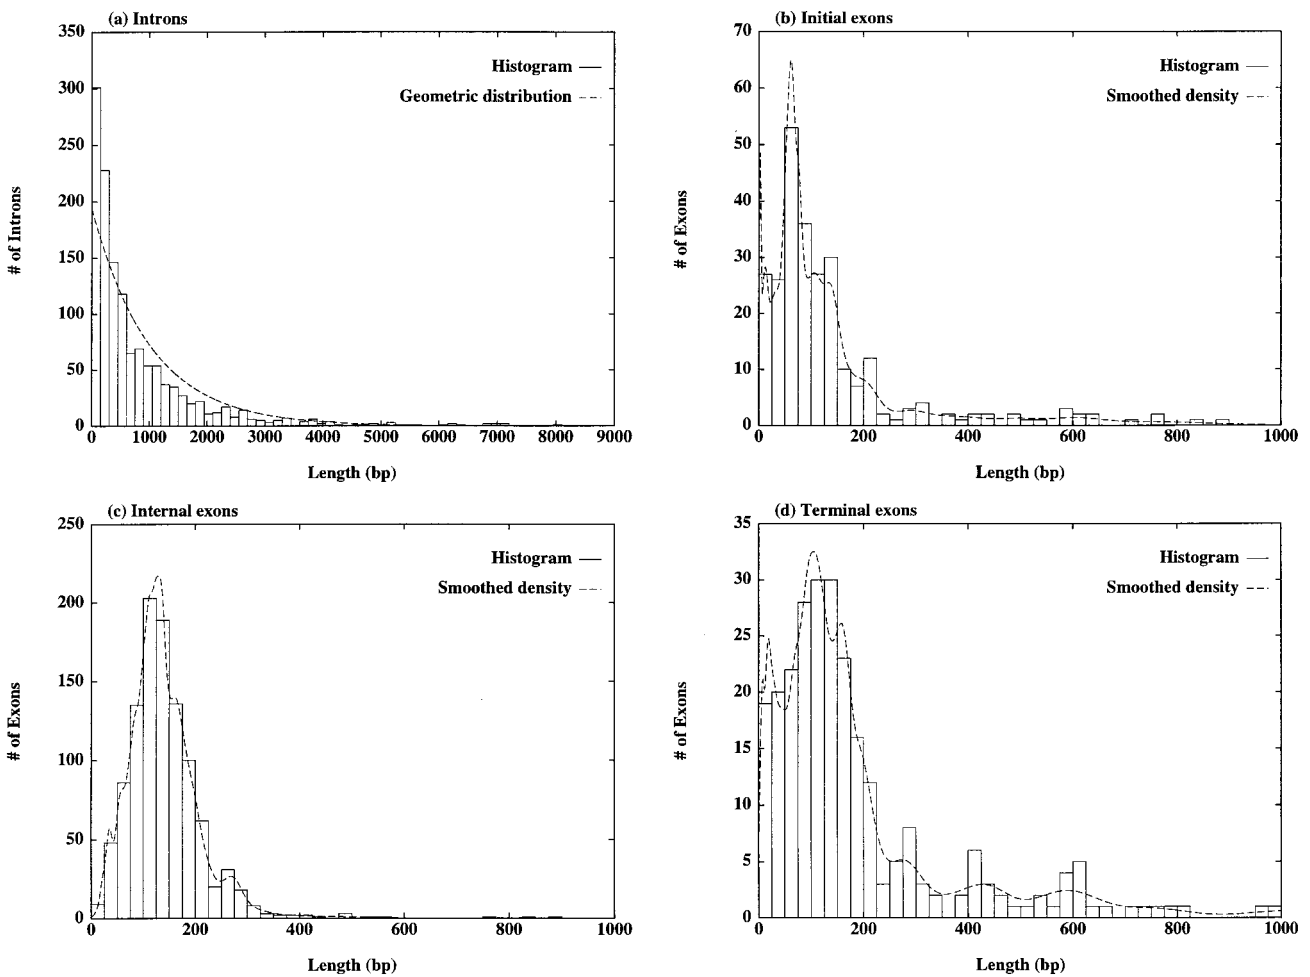 (a) Introns
350
300
250
200
150
100
50
0
# of Introns
Histogram
Geometric distribution
0 1000 2000 3000 4000 5000 6000 7000 8000 9000
Length (bp)
(b) Initial exons
70
60
50
40
30
20
10
0
# of Exons
Histogram
Smoothed density
0 200 400 600 800 1000
Length (bp)
(c) Internal exons
250
200
150
100
50
0
# of Exons
Histogram
Smoothed density
0 200 400 600 800 1000
Length (bp)
(d) Terminal exons
35
30
25
20
15
10
5
0
# of Exons
Histogram
Smoothed density
0 200 400 600 800 1000
Length (bp)